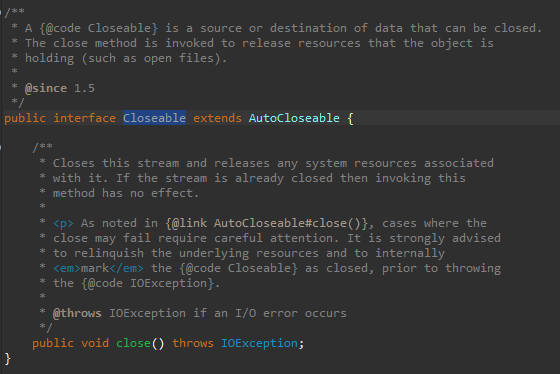 /**
 * A {@code Closeable} is a source or destination of data that can be closed.
 * The close method is invoked to release resources that the object is
 * holding (such as open files).
 *
 * @since 1.5
 */
public interface Closeable extends AutoCloseable {
    /**
     * Closes this stream and releases any system resources associated
     * with it. If the stream is already closed then invoking this
     * method has no effect.
     *
     * <p> As noted in {@link AutoCloseable#close()}, cases where the
     * close may fail require careful attention. It is strongly advised
     * to relinquish the underlying resources and to internally
     * <em>mark</em> the {@code Closeable} as closed, prior to throwing
     * the {@code IOException}.
     *
     * @throws IOException if an I/O error occurs
     */
    public void close() throws IOException;
}